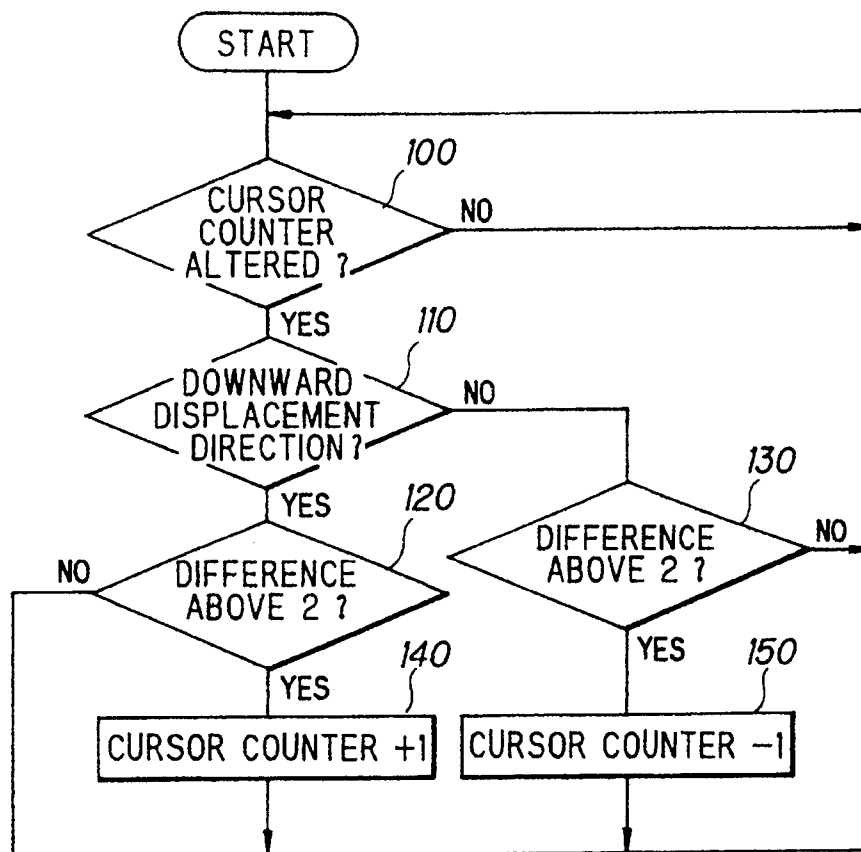 START
100
CURSOR
COUNTER
ALTERED ?
NO
YES
110
DOWNWARD
DISPLACEMENT
DIRECTION ?
NO
YES
120
DIFFERENCE
ABOVE 2 ?
NO
YES
130
DIFFERENCE
ABOVE 2 ?
NO
YES
140
CURSOR COUNTER +1
150
CURSOR COUNTER −1